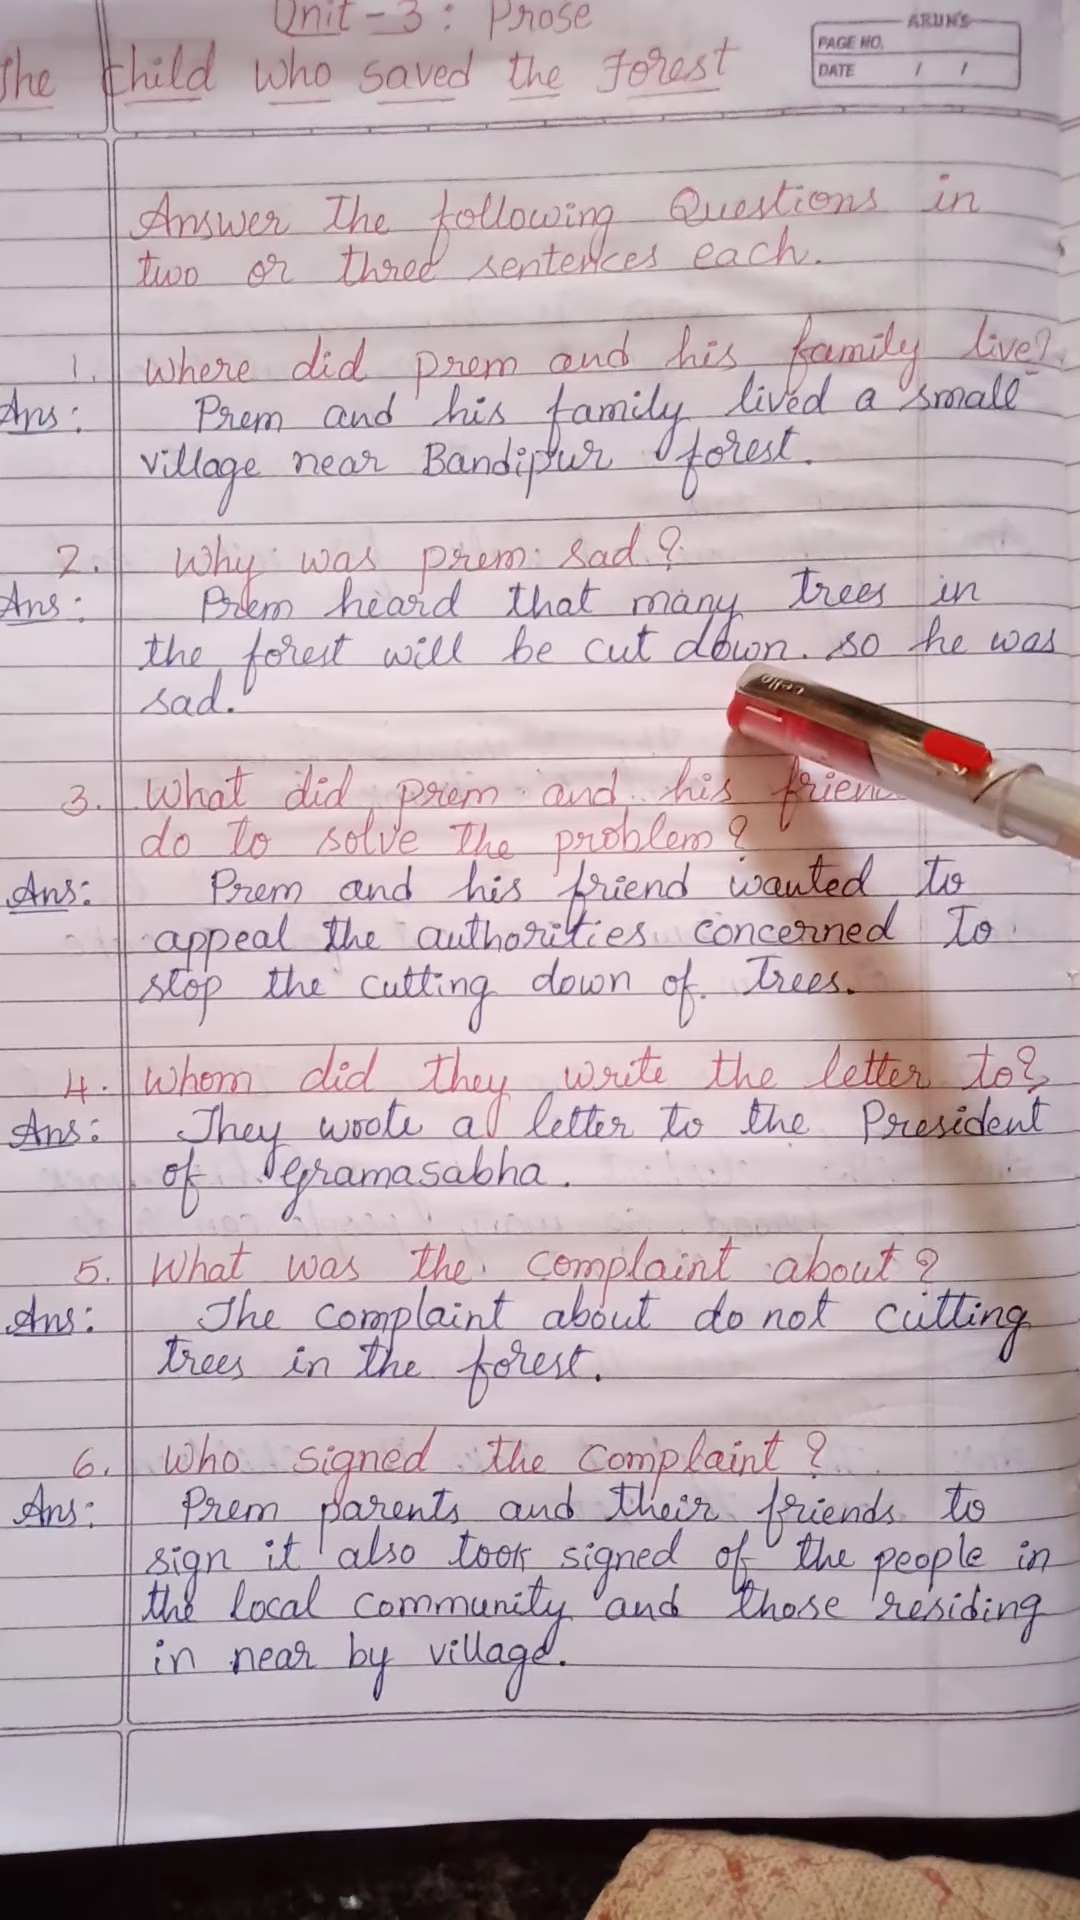 Unit - 3 : Prose
ARUN'S
PAGE NO.
DATE / /
The Child who saved the Forest
Answer The following Questions in
two or three sentences each.
1. Where did prem and his family live?
Ans: Prem and his family lived a small
village near Bandipur forest.
2. Why was prem sad?
Ans: Prem heard that many trees in
the forest will be cut down. so he was
sad.
cello
3. What did prem and his
do to solve the problem?
Ans: Prem and his friend wanted to
appeal the authorities concerned to
stop the cutting down of Trees.
4. Whom did they write the letter to?
Ans: They wrote a letter to the President
of gramasabha.
5. What was the complaint about?
Ans: The complaint about do not cutting
trees in the forest.
6. Who signed the complaint?
Ans: Prem parents and their friends to
sign it also took signed of the people in
the local community and those residing
in near by village.